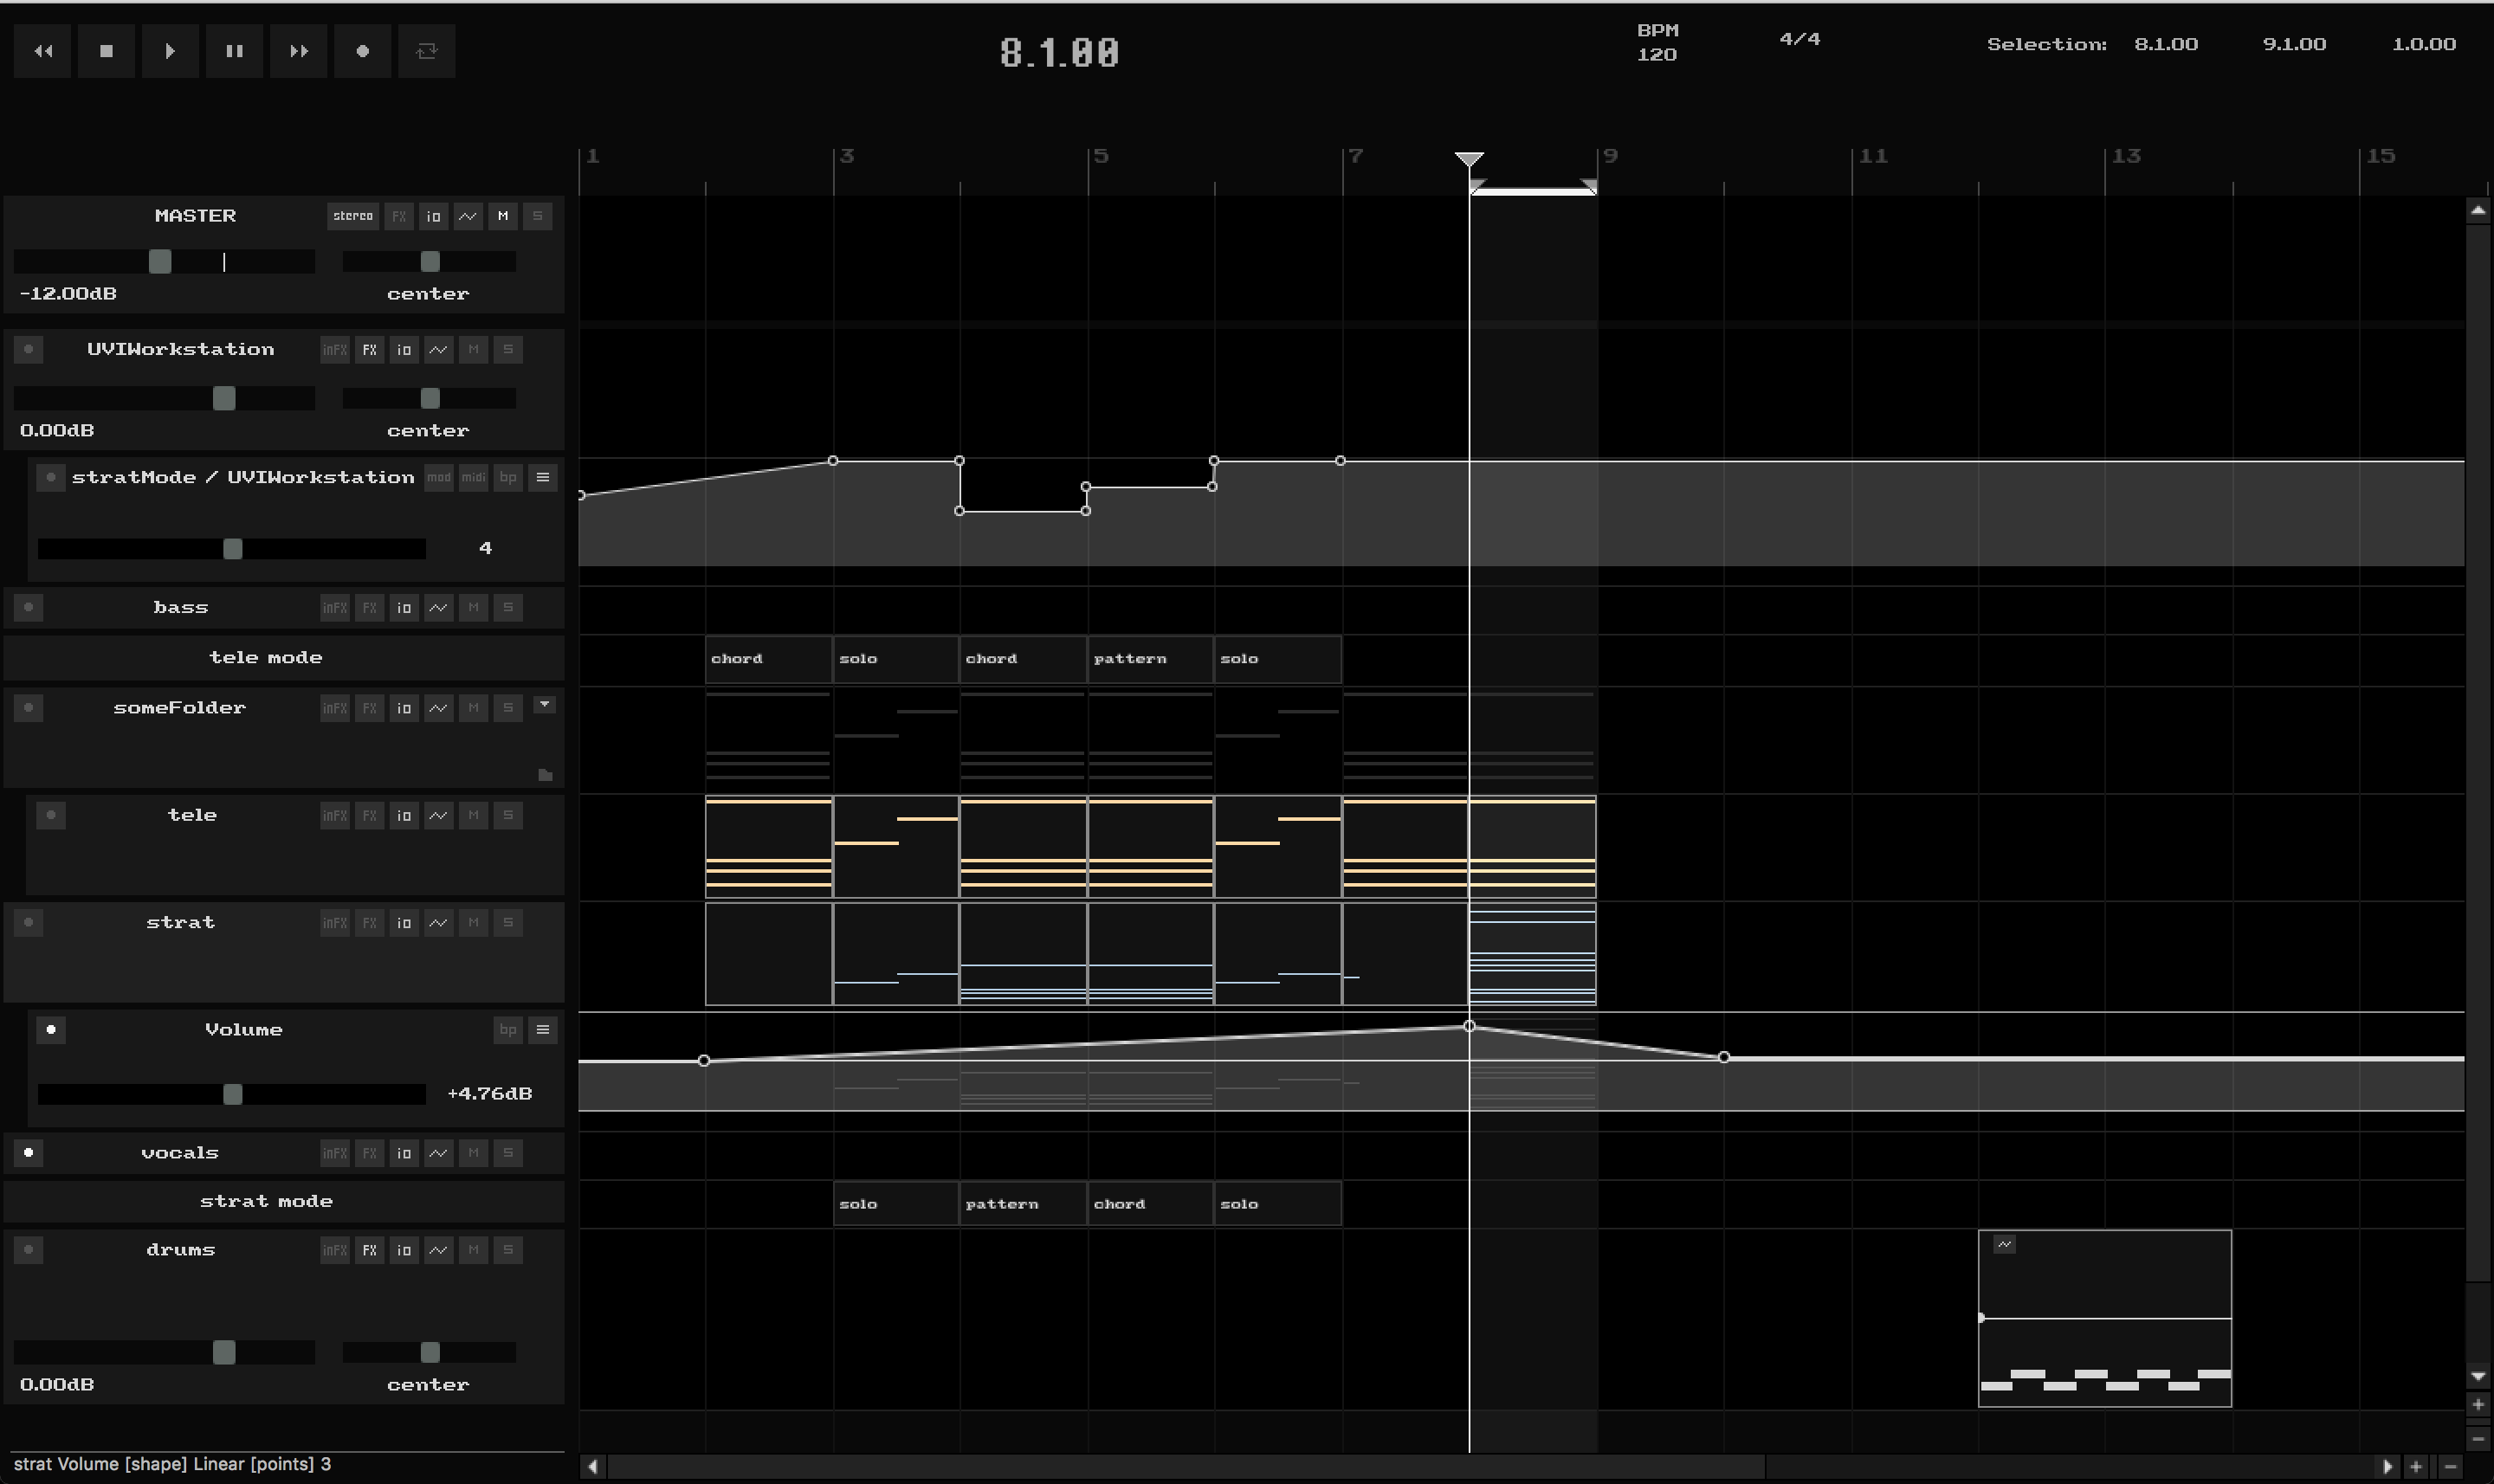 8.1.00
BPM
120
4/4
Selection: 8.1.00 9.1.00 1.0.00
1 3 5 7 9 11 13 15
MASTER stereo FX io M S
-12.00dB center
UVIWorkstation inFX FX io M S
0.00dB center
stratMode / UVIWorkstation mod midi bp
4
bass inFX FX io M S
tele mode
chord solo chord pattern solo
someFolder inFX FX io M S
tele inFX FX io M S
strat inFX FX io M S
Volume bp
+4.76dB
vocals inFX FX io M S
strat mode
solo pattern chord solo
drums inFX FX io M S
0.00dB center
strat Volume [shape] Linear [points] 3